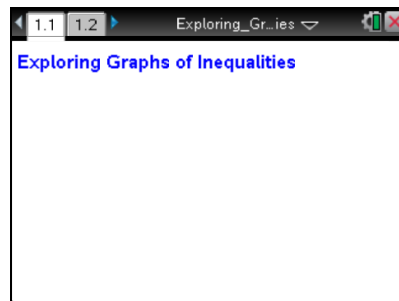 1.1 1.2 Exploring_Gr...ies
Exploring Graphs of Inequalities